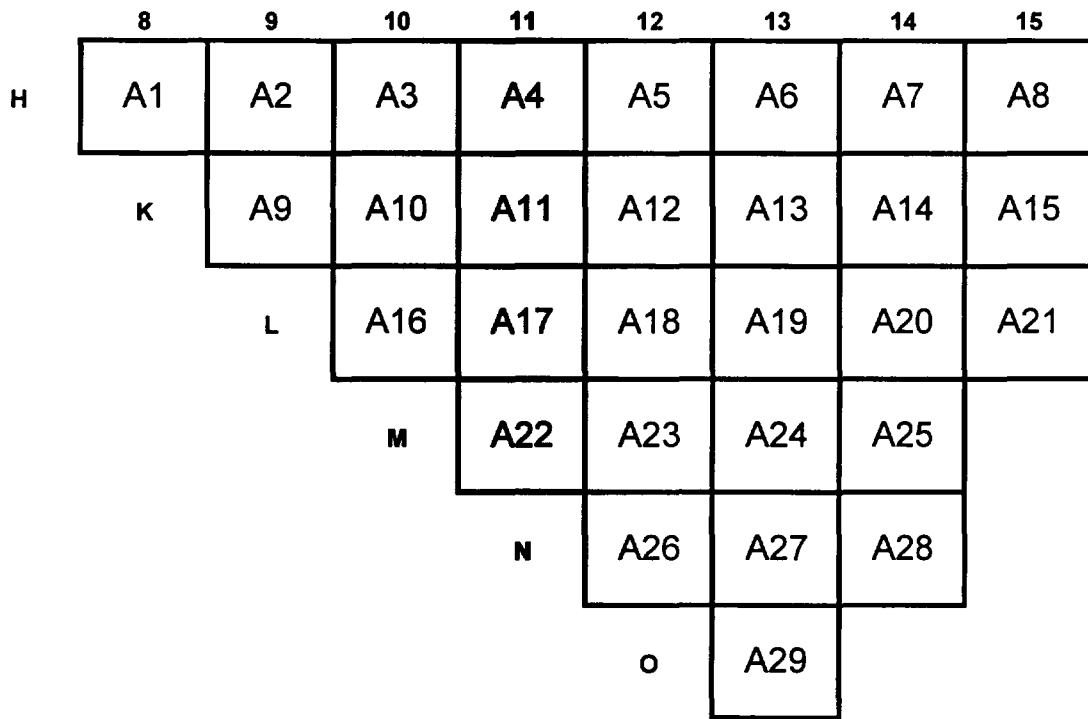 8 9 10 11 12 13 14 15
H A1 A2 A3 A4 A5 A6 A7 A8
K A9 A10 A11 A12 A13 A14 A15
L A16 A17 A18 A19 A20 A21
M A22 A23 A24 A25
N A26 A27 A28
O A29